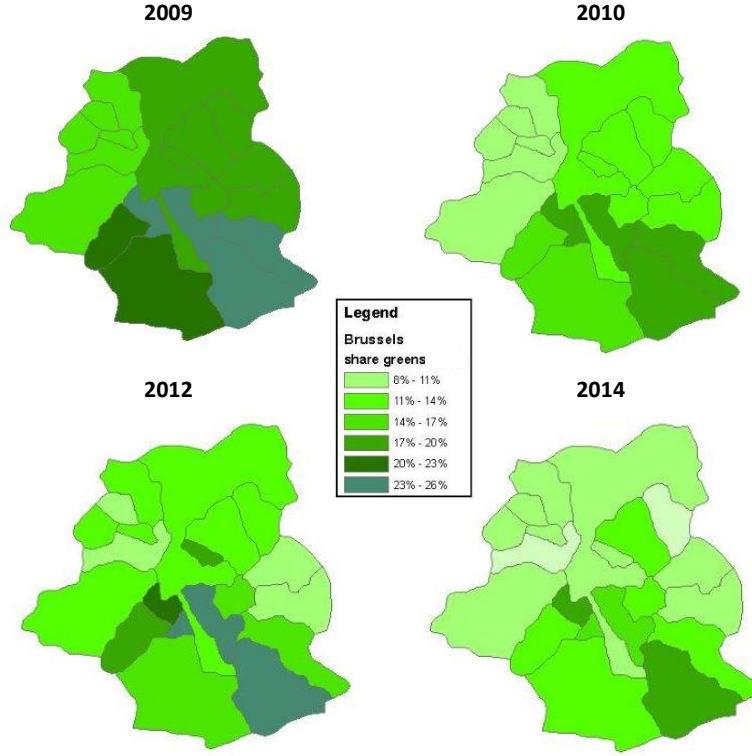 2009
2010
Legend
Brussels
share greens
8% - 11%
11% - 14%
14% - 17%
17% - 20%
20% - 23%
23% - 26%
2012
2014